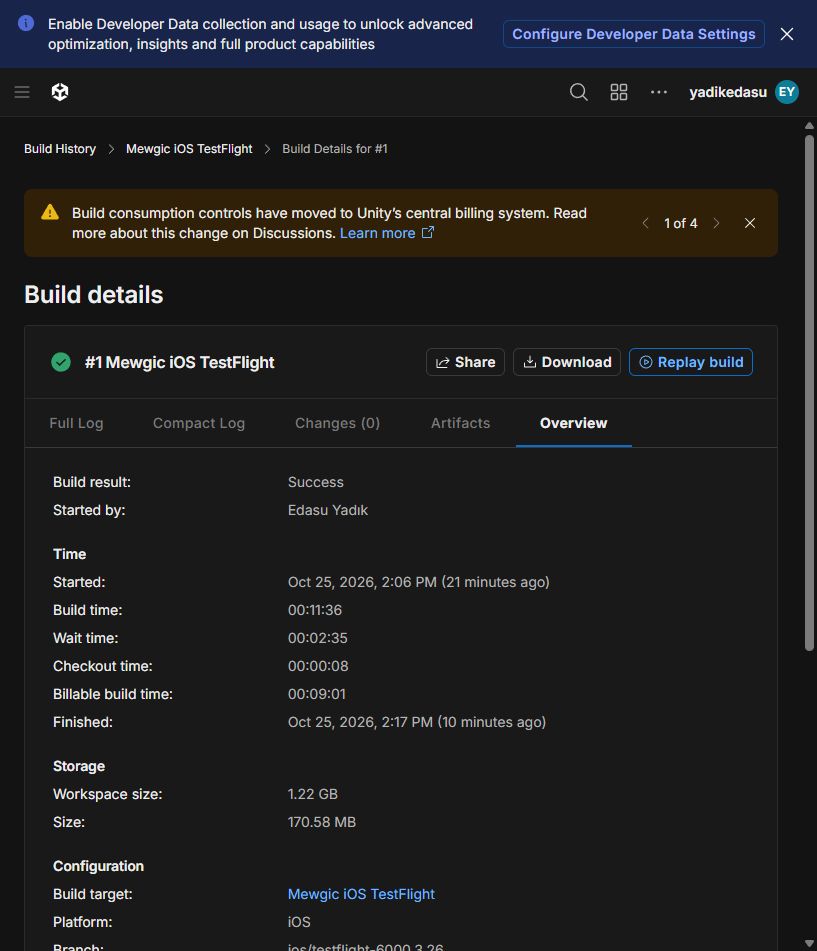 Enable Developer Data collection and usage to unlock advanced
optimization, insights and full product capabilities
Configure Developer Data Settings
yadikedasu
EY
Build History
Mewgic iOS TestFlight
Build Details for #1
Build consumption controls have moved to Unity's central billing system. Read
more about this change on Discussions. Learn more
1 of 4
Build details
#1 Mewgic iOS TestFlight
Share
Download
Replay build
Full Log
Compact Log
Changes (0)
Artifacts
Overview
Build result: Success
Started by: Edasu Yadık
Time
Started: Oct 25, 2026, 2:06 PM (21 minutes ago)
Build time: 00:11:36
Wait time: 00:02:35
Checkout time: 00:00:08
Billable build time: 00:09:01
Finished: Oct 25, 2026, 2:17 PM (10 minutes ago)
Storage
Workspace size: 1.22 GB
Size: 170.58 MB
Configuration
Build target: Mewgic iOS TestFlight
Platform: iOS
Branch: ios/testflight-6000.3.26